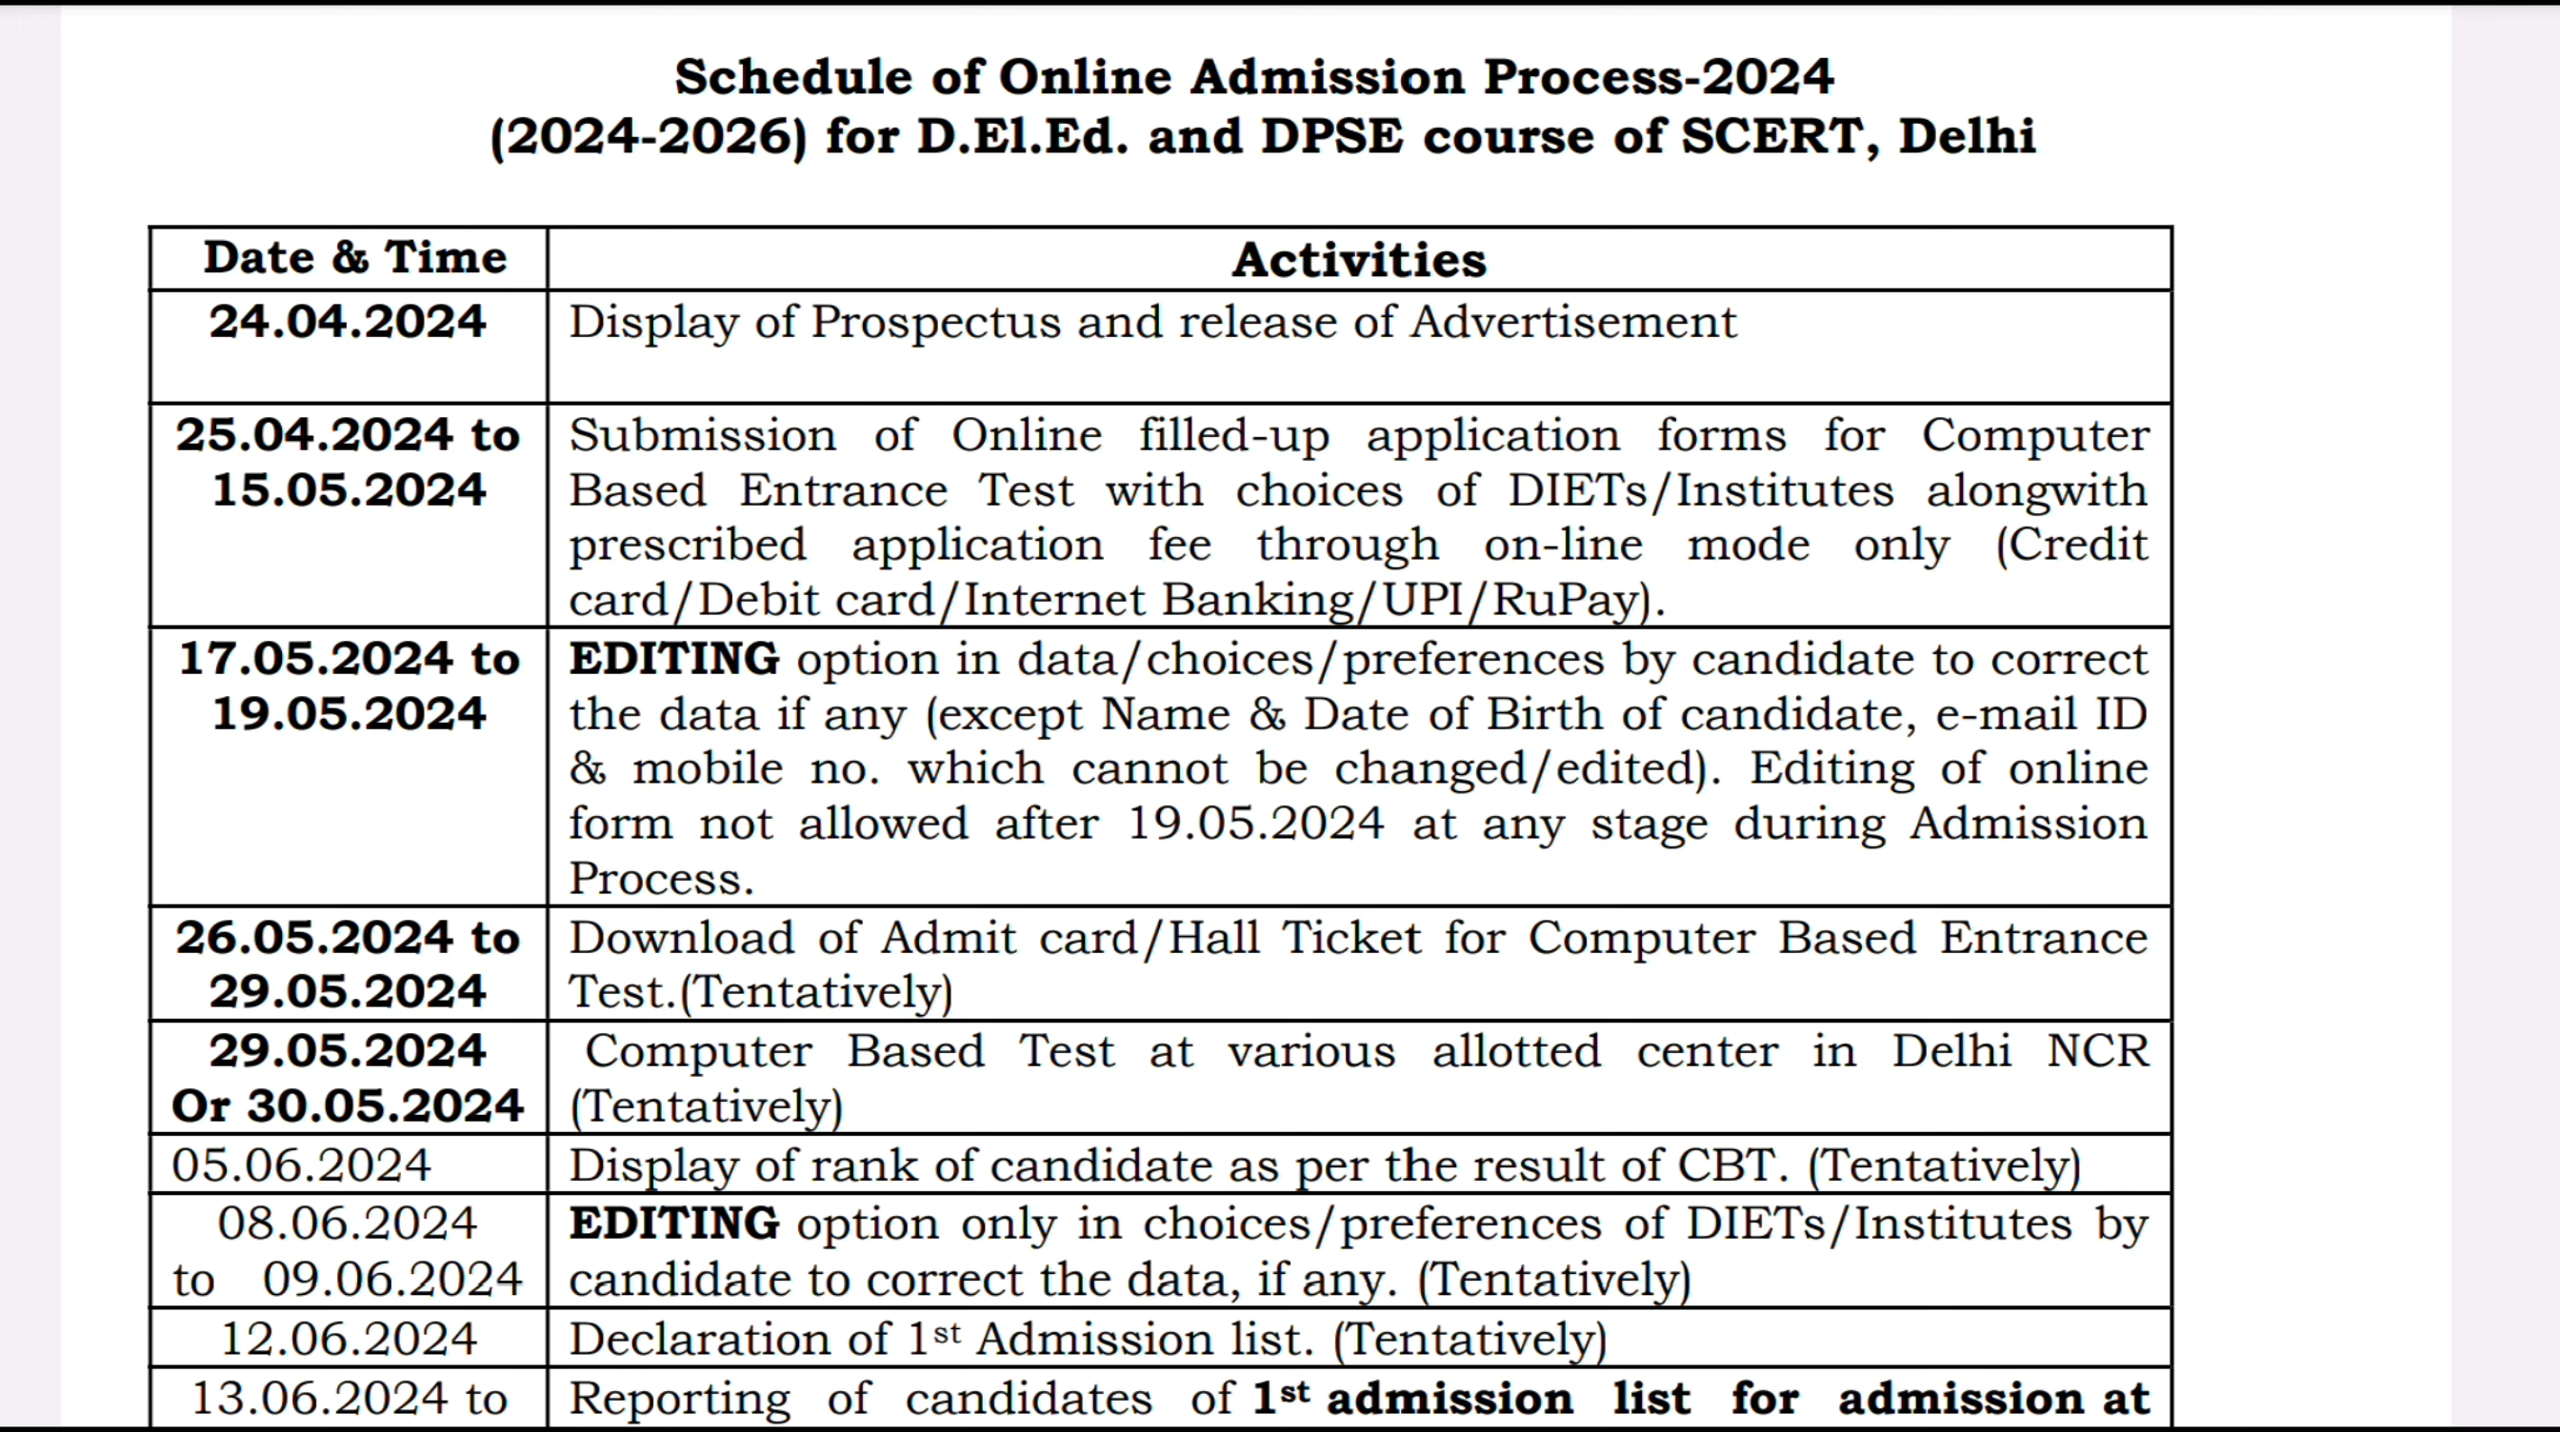 Schedule of Online Admission Process-2024
(2024-2026) for D.El.Ed. and DPSE course of SCERT, Delhi
Date & Time
Activities
24.04.2024
Display of Prospectus and release of Advertisement
25.04.2024 to
15.05.2024
Submission of Online filled-up application forms for Computer
Based Entrance Test with choices of DIETs/Institutes alongwith
prescribed application fee through on-line mode only (Credit
card/Debit card/Internet Banking/UPI/RuPay).
17.05.2024 to
19.05.2024
EDITING option in data/choices/preferences by candidate to correct
the data if any (except Name & Date of Birth of candidate, e-mail ID
& mobile no. which cannot be changed/edited). Editing of online
form not allowed after 19.05.2024 at any stage during Admission
Process.
26.05.2024 to
29.05.2024
Download of Admit card/Hall Ticket for Computer Based Entrance
Test.(Tentatively)
29.05.2024
Or 30.05.2024
Computer Based Test at various allotted center in Delhi NCR
(Tentatively)
05.06.2024
Display of rank of candidate as per the result of CBT. (Tentatively)
08.06.2024
to 09.06.2024
EDITING option only in choices/preferences of DIETs/Institutes by
candidate to correct the data, if any. (Tentatively)
12.06.2024
Declaration of 1st Admission list. (Tentatively)
13.06.2024 to
Reporting of candidates of 1st admission list for admission at